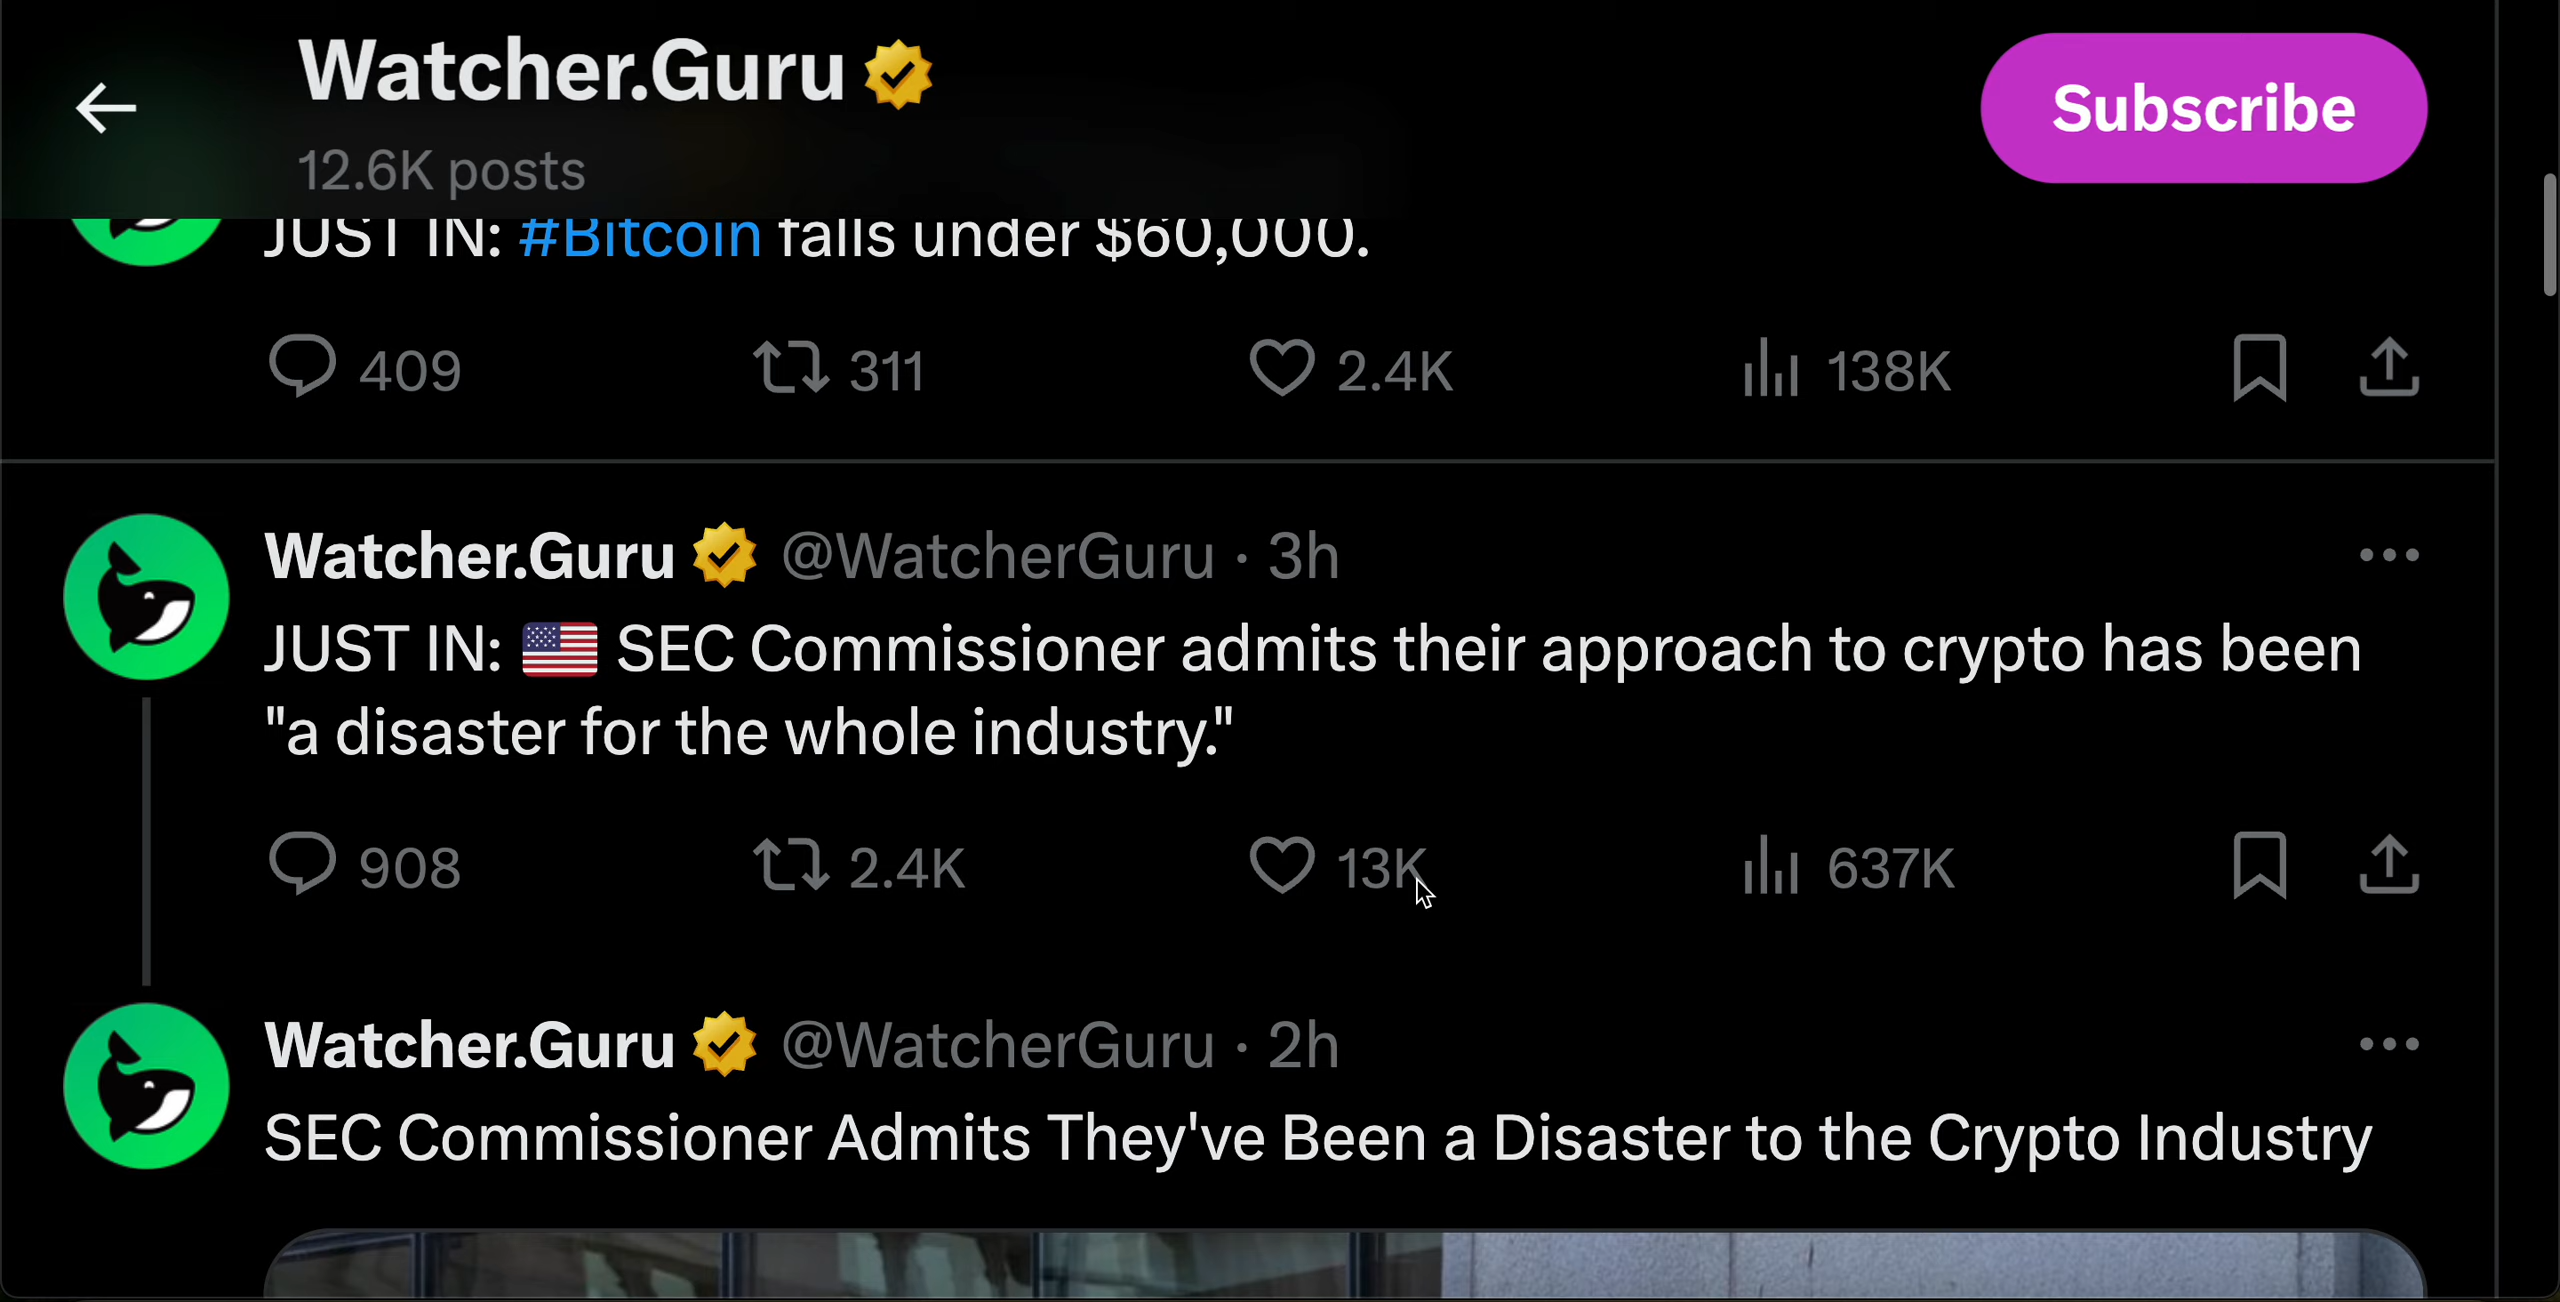 Watcher.Guru
Subscribe
12.6K posts
JUST IN: #Bitcoin falls under $60,000.
409 311 2.4K 138K
Watcher.Guru @WatcherGuru · 3h
JUST IN: 🇺🇸 SEC Commissioner admits their approach to crypto has been
"a disaster for the whole industry."
908 2.4K 13K 637K
Watcher.Guru @WatcherGuru · 2h
SEC Commissioner Admits They've Been a Disaster to the Crypto Industry